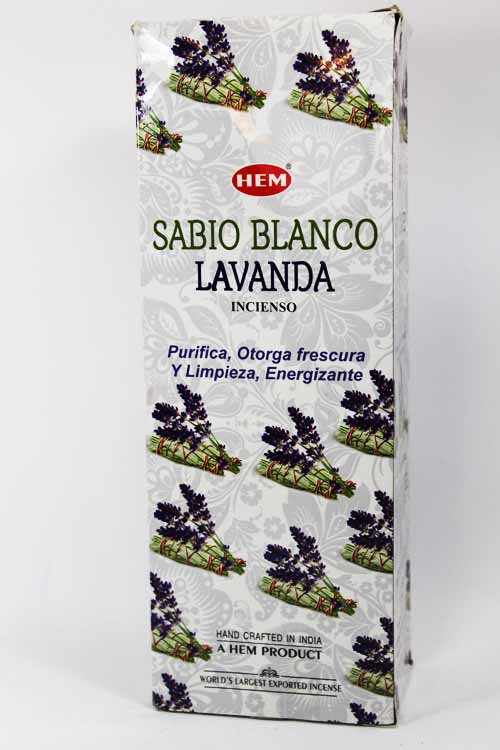 HEM®
SABIO BLANCO
LAVANDA
INCIENSO
Purifica, Otorga frescura
Y Limpieza, Energizante
HAND CRAFTED IN INDIA
A HEM PRODUCT
WORLD'S LARGEST EXPORTED INCENSE